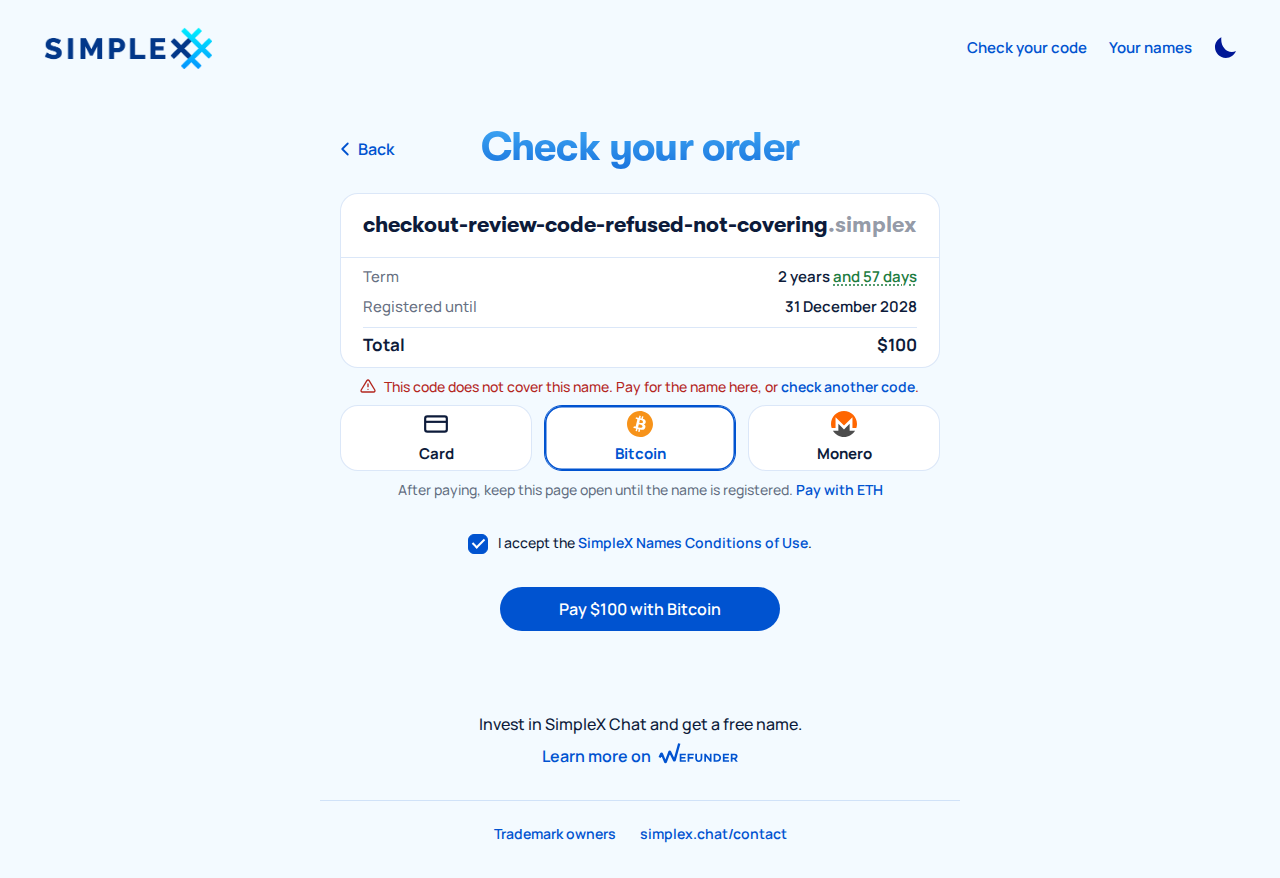 SIMPLEX
Check your code
Your names
Back
Check your order
checkout-review-code-refused-not-covering.simplex
Term
2 years and 57 days
Registered until
31 December 2028
Total
$100
This code does not cover this name. Pay for the name here, or check another code.
Card
Bitcoin
Monero
After paying, keep this page open until the name is registered. Pay with ETH
I accept the SimpleX Names Conditions of Use.
Pay $100 with Bitcoin
Invest in SimpleX Chat and get a free name.
Learn more on WEFUNDER
Trademark owners
simplex.chat/contact